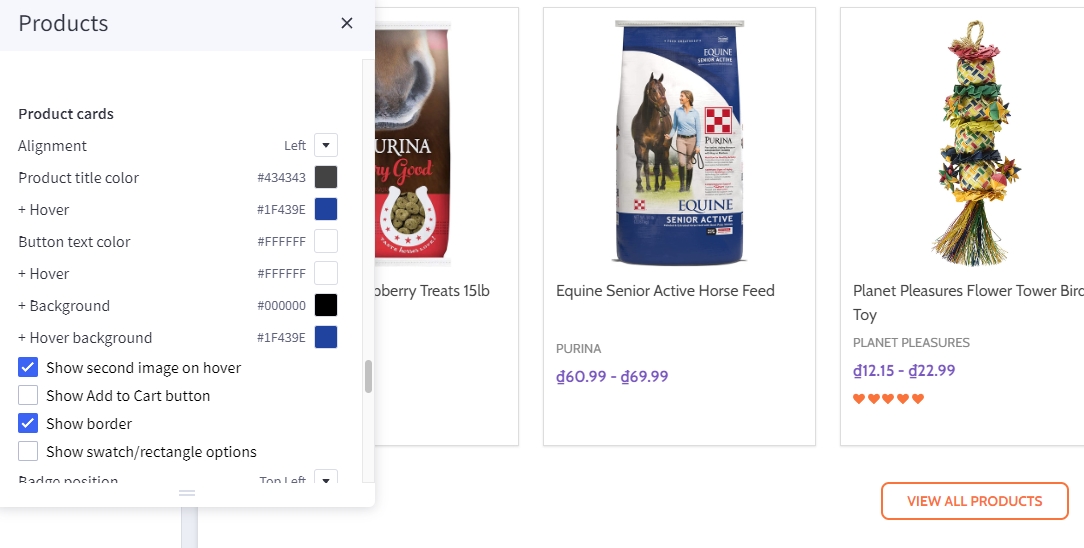 Products
Product cards
Alignment Left
Product title color #434343
+ Hover #1F439E
Button text color #FFFFFF
+ Hover #FFFFFF
+ Background #000000
+ Hover background #1F439E
Show second image on hover
Show Add to Cart button
Show border
Show swatch/rectangle options
Badge position Top Left
URINA
ry Good
berry Treats 15lb
EQUINE
SENIOR ACTIVE
PURINA
EQUINE
SENIOR ACTIVE
Equine Senior Active Horse Feed
PURINA
₫60.99 - ₫69.99
Planet Pleasures Flower Tower Bird
Toy
PLANET PLEASURES
₫12.15 - ₫22.99
VIEW ALL PRODUCTS